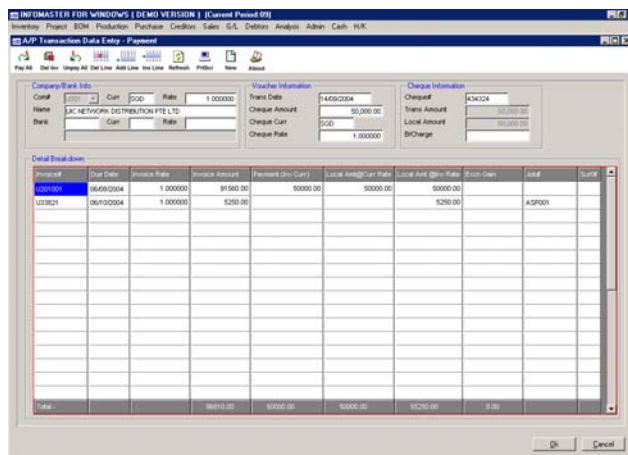 INFOMASTER FOR WINDOWS ( DEMO VERSION ) (Current Period:09)
Inventory Project BOM Production Purchase Creditors Sales G/L Debtors Analysis Admin Cash H/K
A/P Transaction Data Entry - Payment
Pay All Del Inv Unpay All Del Line Add Line Ins Line Refresh New About
Company/Bank Info Voucher Information Cheque Information
Com# Curr SGD Rate 1.000000 Trans Date 14/09/2004 Cheque# 434324
Name UIC NETWORK DISTRIBUTION PTE LTD Cheque Amount 50,000.00 Trans Amount 50,000.00
Bank Curr Rate Cheque Curr SGD Local Amount 50,000.00
Cheque Rate 1.000000 B/Charge
Detail Breakdown
Invoice# Due Date Invoice Rate Invoice Amount Payment (Inv Curr) Local Amt@Curr Rate Local Amt @Inv Rate Exch Gain Job#
U201001 06/08/2004 1.000000 91560.00 50000.00 50000.00 50000.00
U33821 06/10/2004 1.000000 5250.00 5250.00 ASP001
Total:- 96810.00 50000.00 50000.00 55250.00 0.00
Ok Cancel